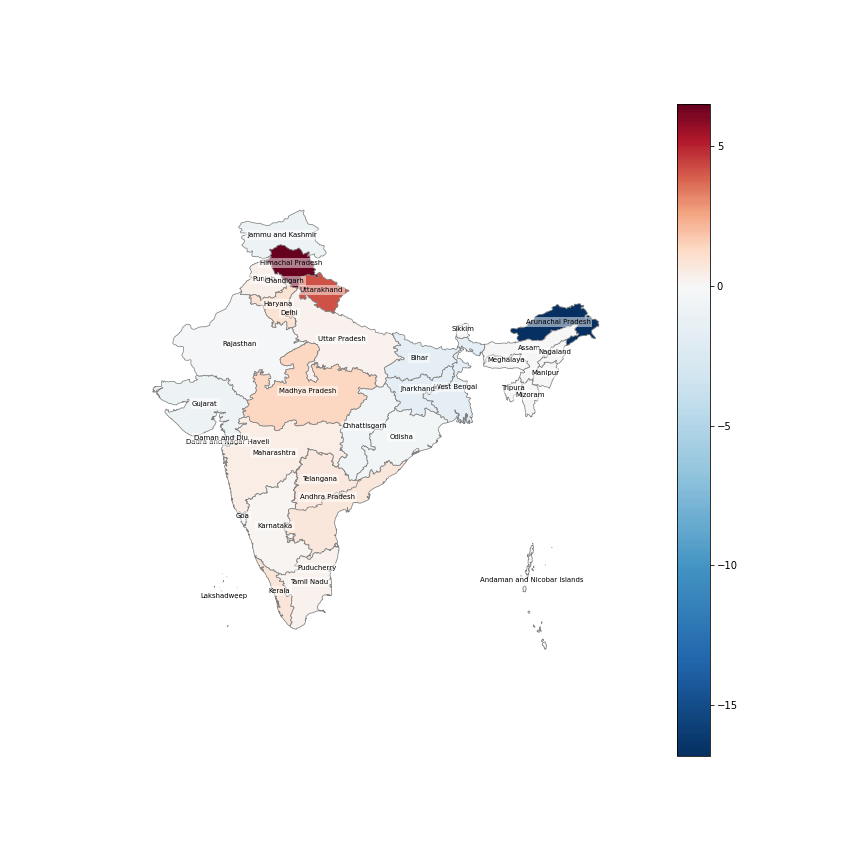 Jammu and Kashmir
Himachal Pradesh
Chandigarh
Uttarakhand
Haryana
Delhi
Uttar Pradesh
Rajasthan
Sikkim
Arunachal Pradesh
Assam
Nagaland
Meghalaya
Manipur
Tripura
Mizoram
Bihar
Jharkhand
West Bengal
Madhya Pradesh
Gujarat
Daman and Diu
Dadra and Nagar Haveli
Chhattisgarh
Odisha
Maharashtra
Telangana
Andhra Pradesh
Goa
Karnataka
Puducherry
Tamil Nadu
Kerala
Lakshadweep
Andaman and Nicobar Islands
5
0
−5
−10
−15